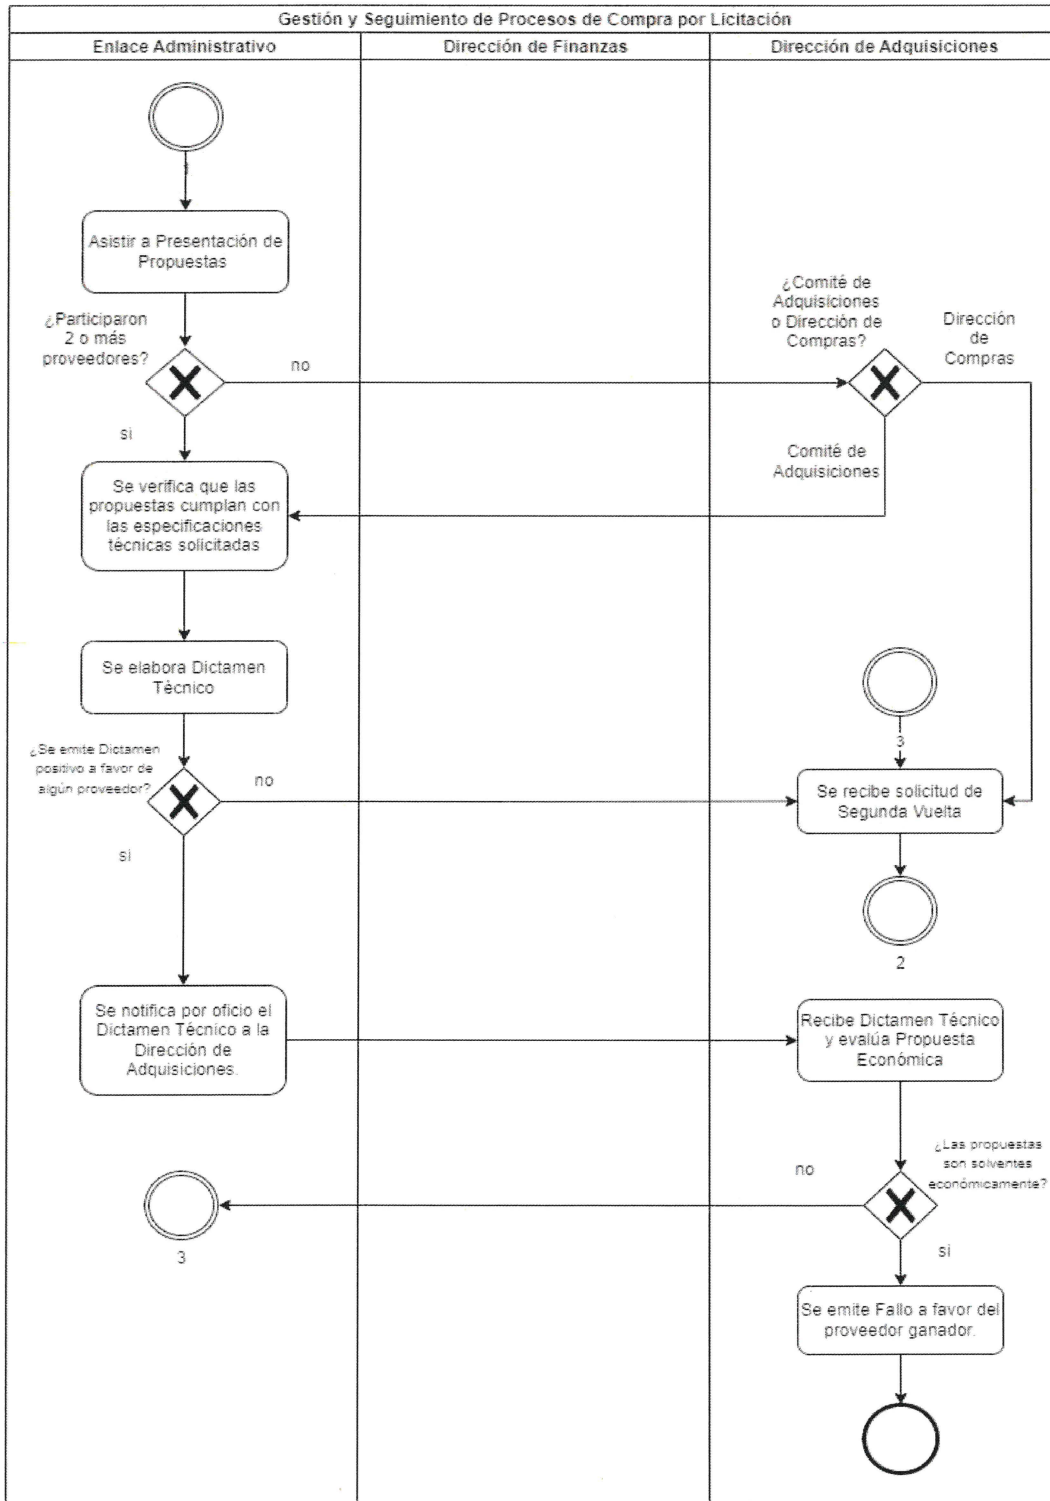 Gestión y Seguimiento de Procesos de Compra por Licitación
Enlace Administrativo
Dirección de Finanzas
Dirección de Adquisiciones
Asistir a Presentación de
Propuestas
¿Participaron
2 o más
proveedores?
no
si
¿Comité de
Adquisiciones
o Dirección de
Compras?
Dirección
de
Compras
Comité de
Adquisiciones
Se verifica que las
propuestas cumplan con
las especificaciones
técnicas solicitadas
Se elabora Dictamen
Técnico
¿Se emite Dictamen
positivo a favor de
algún proveedor?
no
si
3
Se recibe solicitud de
Segunda Vuelta
2
Se notifica por oficio el
Dictamen Técnico a la
Dirección de
Adquisiciones.
Recibe Dictamen Técnico
y evalúa Propuesta
Económica
¿Las propuestas
son solventes
económicamente?
no
si
3
Se emite Fallo a favor del
proveedor ganador.